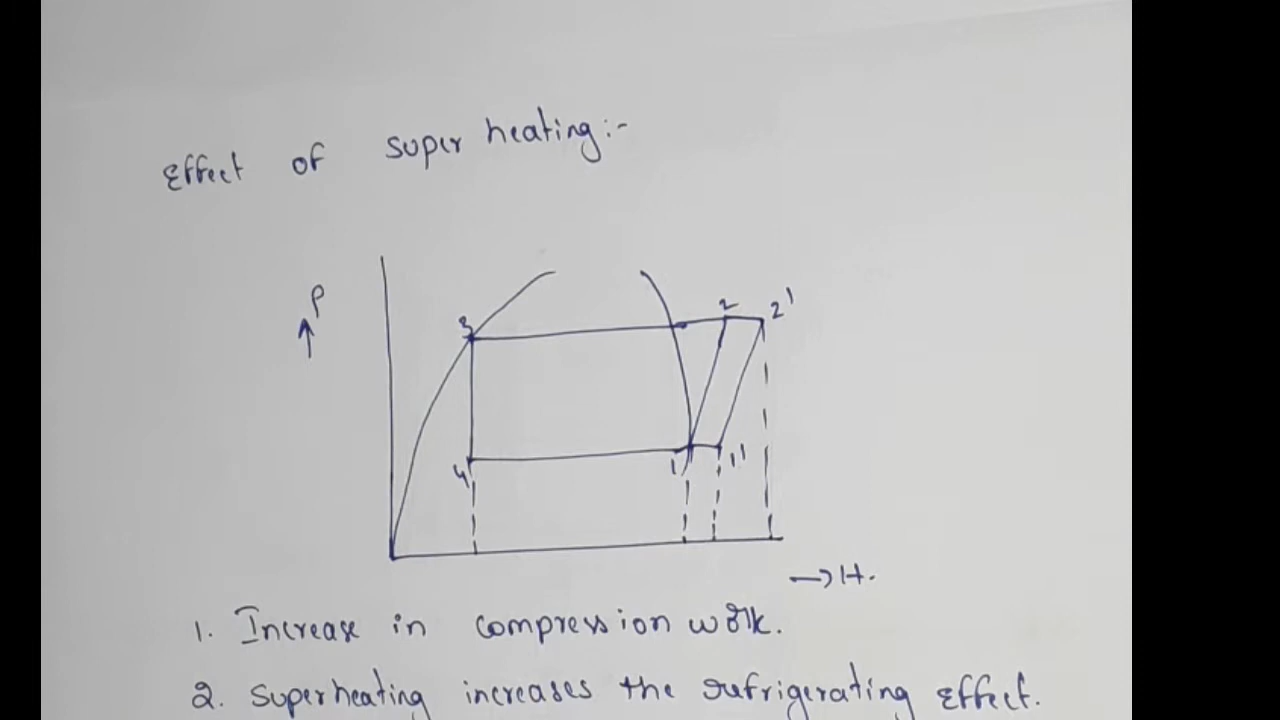 Effect of super heating:-
P
3
2
2'
4
1
1'
→ H.
1. Increase in compression work.
2. Superheating increases the refrigerating effect.